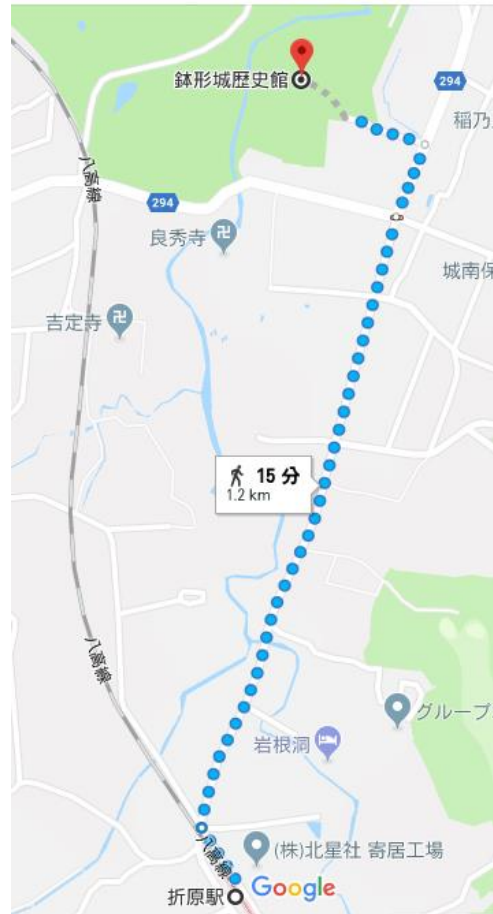 鉢形城歴史館
294
稲乃
八高線
294
良秀寺
城南保
吉定寺
15 分
1.2 km
八高線
グループ
岩根洞
八高線
(株)北星社 寄居工場
折原駅
Google